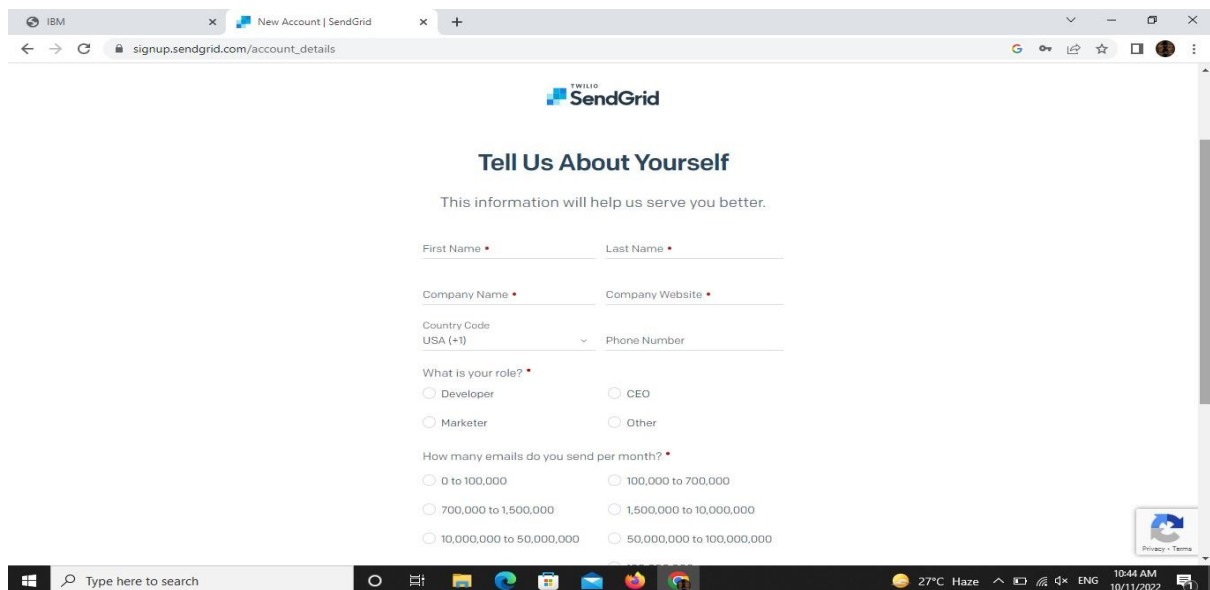 IBM New Account | SendGrid
signup.sendgrid.com/account_details
TWILIO
SendGrid
Tell Us About Yourself
This information will help us serve you better.
First Name • Last Name •
Company Name • Company Website •
Country Code
USA (+1) Phone Number
What is your role? •
Developer CEO
Marketer Other
How many emails do you send per month? •
0 to 100,000 100,000 to 700,000
700,000 to 1,500,000 1,500,000 to 10,000,000
10,000,000 to 50,000,000 50,000,000 to 100,000,000
Privacy • Terms
Type here to search 27°C Haze ENG 10:44 AM
10/11/2022